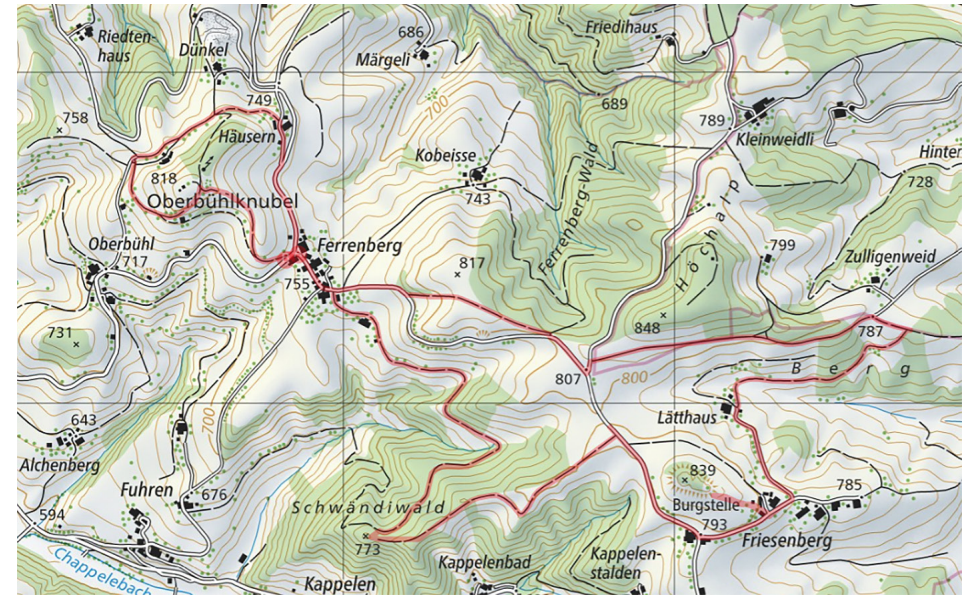 Riedten-
haus
Dünkel
686
Märgeli
Friedihaus
700
758
749
Häusern
689
789
Kleinweidli
Kobeisse
743
Hinter
728
818
Oberbühlknubel
Ferrenberg-Wald
Höchalp
Oberbühl
717
Ferrenberg
755
817
799
Zulligenweid
848
787
731
807
800
Berg
643
700
Lätthaus
Alchenberg
839
Fuhren
676
Schwändiwald
Burgstelle
785
594
793
Friesenberg
773
Chappelebach
Kappelen
Kappelenbad
Kappelen-
stalden